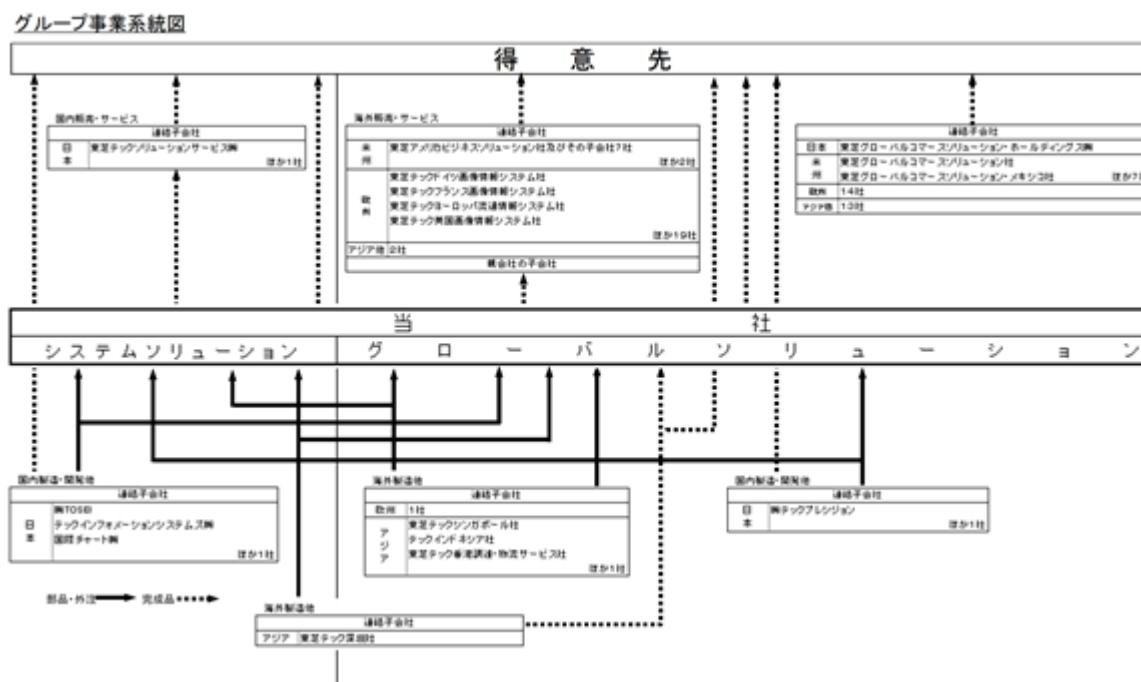 グループ事業系統図
得意先
国内販売・サービス
連結子会社
日本 東芝テックソリューションサービス㈱
ほか1社
海外販売・サービス
連結子会社
米州 東芝アメリカビジネスソリューション社及びその子会社7社
ほか2社
欧州 東芝テックドイツ画像情報システム社
東芝テックフランス画像情報システム社
東芝テックヨーロッパ流通情報システム社
東芝テック英国画像情報システム社
ほか19社
アジア他 2社
親会社の子会社
連結子会社
日本 東芝グローバルコマースソリューション・ホールディングス㈱
米州 東芝グローバルコマースソリューション社
東芝グローバルコマースソリューション・メキシコ社
欧州 14社
アジア他 13社
当社
システムソリューション
グローバルソリューション
国内製造・開発他
連結子会社
日本 ㈱TOSEI
テックインフォメーションシステムズ㈱
国際チャート㈱
ほか1社
海外製造他
連結子会社
欧州 1社
アジア 東芝テックシンガポール社
テックインドネシア社
東芝テック香港調達・物流サービス社
ほか1社
国内製造・開発他
連結子会社
日本 ㈱テックプレシジョン
ほか1社
部品・外注 完成品
海外製造他
連結子会社
アジア 東芝テック深圳社